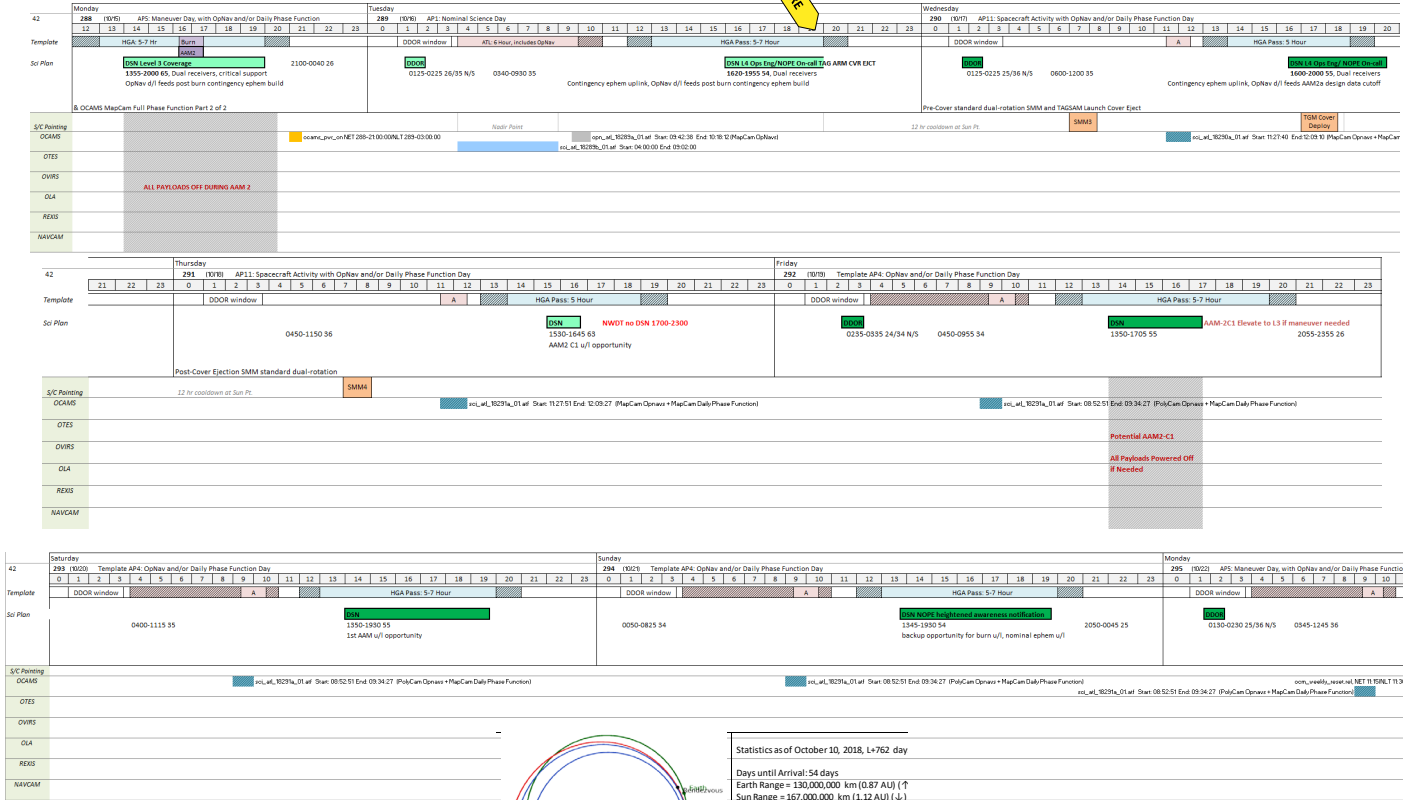 Monday Tuesday Wednesday
42 288 (10/15) AP5: Maneuver Day, with OpNav and/or Daily Phase Function 289 (10/16) AP1: Nominal Science Day 290 (10/17) AP11: Spacecraft Activity with OpNav and/or Daily Phase Function Day
12 13 14 15 16 17 18 19 20 21 22 23 0 1 2 3 4 5 6 7 8 9 10 11 12 13 14 15 16 17 18 19 20 21 22 23 0 1 2 3 4 5 6 7 8 9 10 11 12 13 14 15 16 17 18 19 20
Template HGA: 5-7 Hr Burn DDOR window ATL: 6 Hour, includes OpNav HGA Pass: 5-7 Hour DDOR window A HGA Pass: 5-7 Hour
AAM2
Sci Plan DSN Level 3 Coverage 2100-0040 26 DDOR DSN L4 Ops Eng/NOPE On-call TAG ARM CVR EJCT DDOR DSN L4 Ops Eng/ NOPE On-call
1355-2000 65, Dual receivers, critical support 0125-0225 26/35 N/S 0340-0930 35 1620-1955 54, Dual receivers 0125-0225 25/36 N/S 0600-1200 35 1600-2000 55, Dual receivers
OpNav d/l feeds post burn contingency ephem build Contingency ephem uplink, OpNav d/l feeds post burn contingency ephem build Contingency ephem uplink, OpNav d/l feeds AAM2a design data cutoff
& OCAMS MapCam Full Phase Function Part 2 of 2 Pre-Cover standard dual-rotation SMM and TAGSAM Launch Cover Eject
S/C Pointing Nadir Point 12 hr cooldown at Sun Pt. SMM3 TGM Cover Deploy
OCAMS ocams_pwr_on NET 288-21:00:00/NLT 289-03:00:00 opn_atl_18289a_01.atf Start: 09:42:38 End: 10:18:12 (MapCam OpNavs) sci_atl_18290a_01.atf Start: 11:27:40 End:12:09:10 (MapCam Opnavs + MapCam
sci_atl_18289b_01.atf Start: 04:00:00 End: 09:02:00
OTES
OVIRS
ALL PAYLOADS OFF DURING AAM 2
OLA
REXIS
NAVCAM
Thursday Friday
42 291 (10/18) AP11: Spacecraft Activity with OpNav and/or Daily Phase Function Day 292 (10/19) Template AP4: OpNav and/or Daily Phase Function Day
21 22 23 0 1 2 3 4 5 6 7 8 9 10 11 12 13 14 15 16 17 18 19 20 21 22 23 0 1 2 3 4 5 6 7 8 9 10 11 12 13 14 15 16 17 18 19 20 21 22 23
Template DDOR window A HGA Pass: 5 Hour DDOR window A HGA Pass: 5-7 Hour
Sci Plan DSN NWDT no DSN 1700-2300 DDOR DSN AAM-2C1 Elevate to L3 if maneuver needed
0450-1150 36 1530-1645 63 0235-0335 24/34 N/S 0450-0955 34 1350-1705 55 2055-2355 26
AAM2 C1 u/l opportunity
Post-Cover Ejection SMM standard dual-rotation
S/C Pointing 12 hr cooldown at Sun Pt. SMM4
OCAMS sci_atl_18291a_01.atf Start: 11:27:51 End: 12:09:27 (MapCam Opnavs + MapCam Daily Phase Function) sci_atl_18291a_01.atf Start: 08:52:51 End: 09:34:27 (PolyCam Opnavs + MapCam Daily Phase Function)
OTES
Potential AAM2-C1
OVIRS
All Payloads Powered Off
OLA if Needed
REXIS
NAVCAM
Saturday Sunday Monday
42 293 (10/20) Template AP4: OpNav and/or Daily Phase Function Day 294 (10/21) Template AP4: OpNav and/or Daily Phase Function Day 295 (10/22) AP5: Maneuver Day, with OpNav and/or Daily Phase Functio
0 1 2 3 4 5 6 7 8 9 10 11 12 13 14 15 16 17 18 19 20 21 22 23 0 1 2 3 4 5 6 7 8 9 10 11 12 13 14 15 16 17 18 19 20 21 22 23 0 1 2 3 4 5 6 7 8 9 10
Template DDOR window A HGA Pass: 5-7 Hour DDOR window A HGA Pass: 5-7 Hour DDOR window A
Sci Plan DSN DSN NOPE heightened awareness notification DDOR
0400-1115 35 1350-1930 55 0050-0825 34 1345-1930 54 2050-0045 25 0130-0230 25/36 N/S 0345-1245 36
1st AAM u/l opportunity backup opportunity for burn u/l, nominal ephem u/l
S/C Pointing
OCAMS sci_atl_18291a_01.atf Start: 08:52:51 End: 09:34:27 (PolyCam Opnavs + MapCam Daily Phase Function) sci_atl_18291a_01.atf Start: 08:52:51 End: 09:34:27 (PolyCam Opnavs + MapCam Daily Phase Function) ocm_weekly_reset.rel, NET 11:15/NLT 11:3
sci_atl_18291a_01.atf Start: 08:52:51 End: 09:34:27 (PolyCam Opnavs + MapCam Daily Phase Function)
OTES
OVIRS
OLA
REXIS
NAVCAM
Statistics as of October 10, 2018, L+762 day
Days until Arrival: 54 days
Earth Range = 130,000,000 km (0.87 AU) (↑
Sun Range = 167,000,000 km (1.12 AU) (↓)
Rendezvous